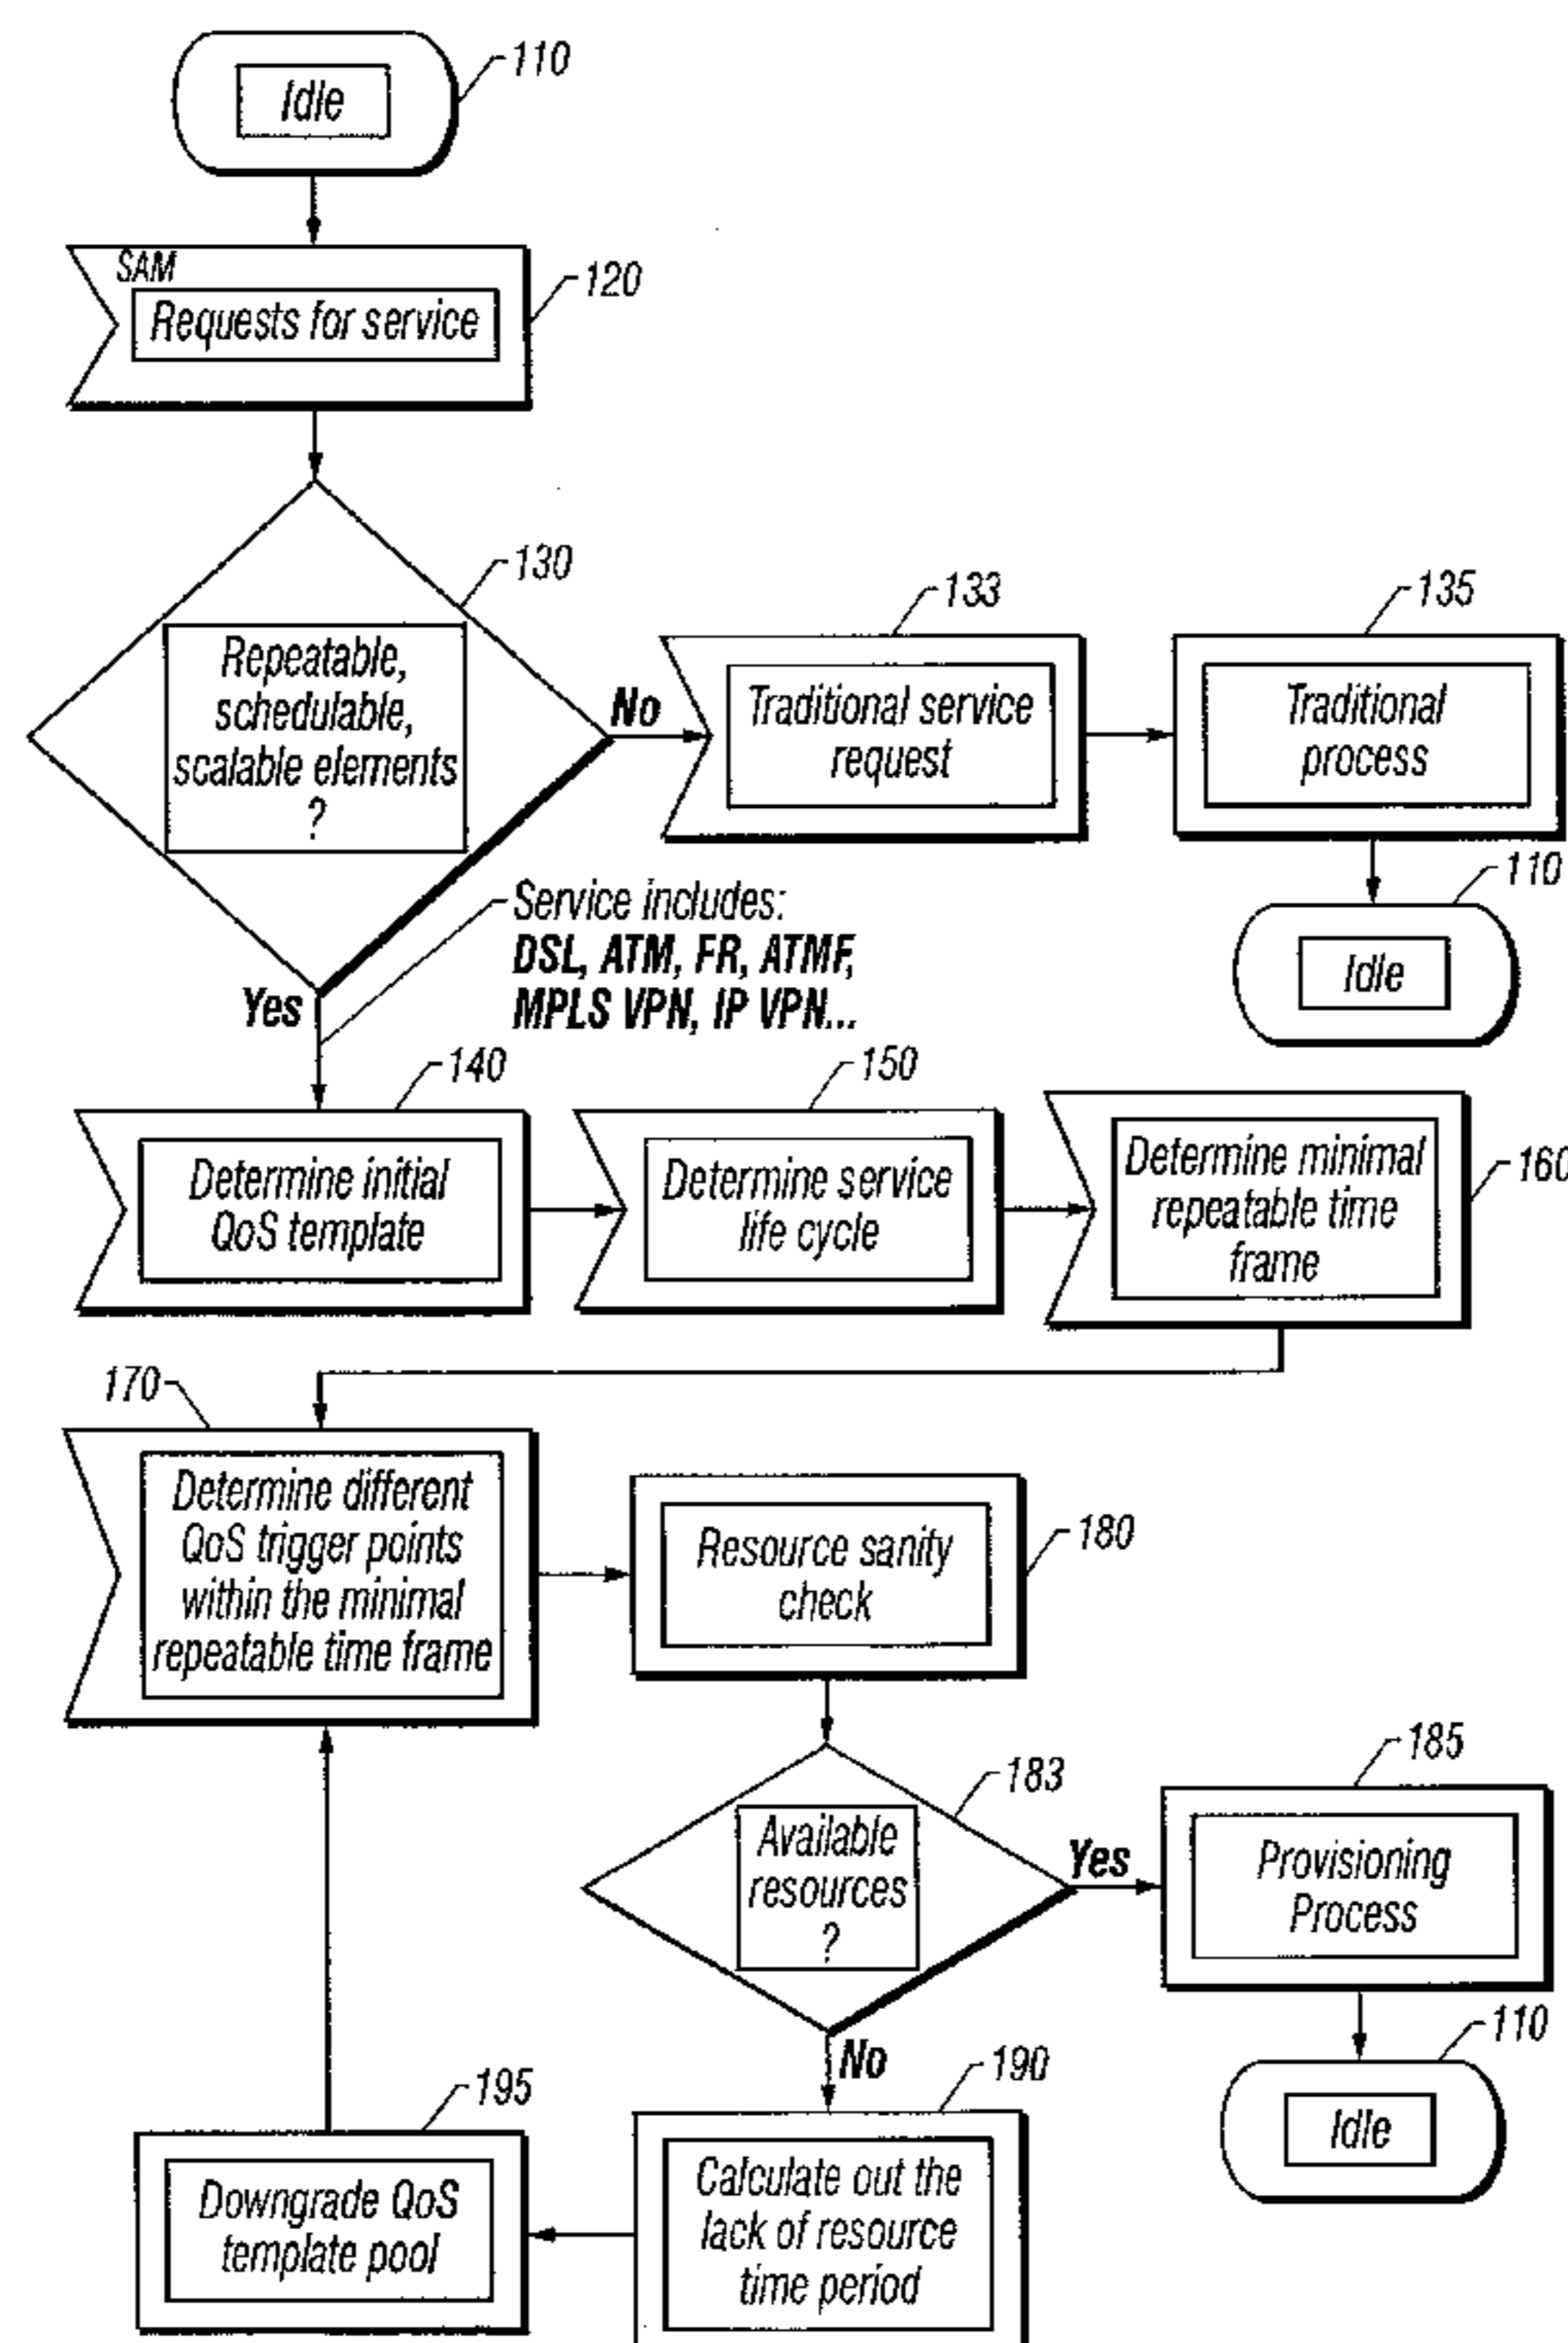 110
Idle
SAM
120
Requests for service
130
Repeatable,
schedulable,
scalable elements
?
No
133
Traditional service
request
135
Traditional
process
110
Idle
Yes
Service includes:
DSL, ATM, FR, ATMF,
MPLS VPN, IP VPN...
140
Determine initial
QoS template
150
Determine service
life cycle
160
Determine minimal
repeatable time
frame
170
Determine different
QoS trigger points
within the minimal
repeatable time frame
180
Resource sanity
check
183
Available
resources
?
Yes
185
Provisioning
Process
110
Idle
No
190
Calculate out the
lack of resource
time period
195
Downgrade QoS
template pool